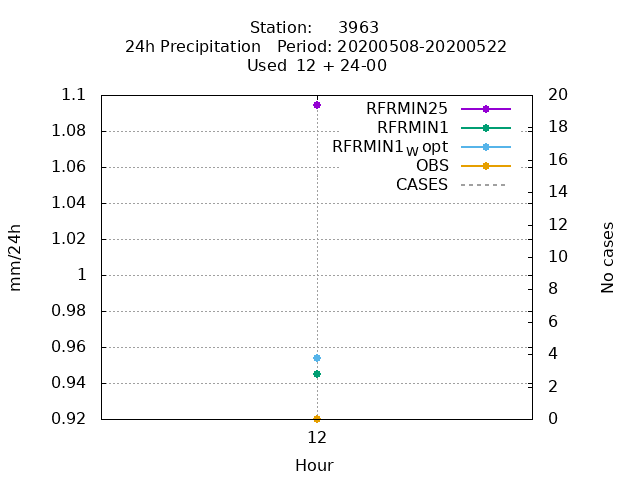 Station: 3963
24h Precipitation Period: 20200508-20200522
Used 12 + 24-00
1.1
1.08
1.06
1.04
1.02
1
0.98
0.96
0.94
0.92
mm/24h
RFRMIN25
RFRMIN1
RFRMIN1W opt
OBS
CASES
20
18
16
14
12
10
8
6
4
2
0
No cases
12
Hour